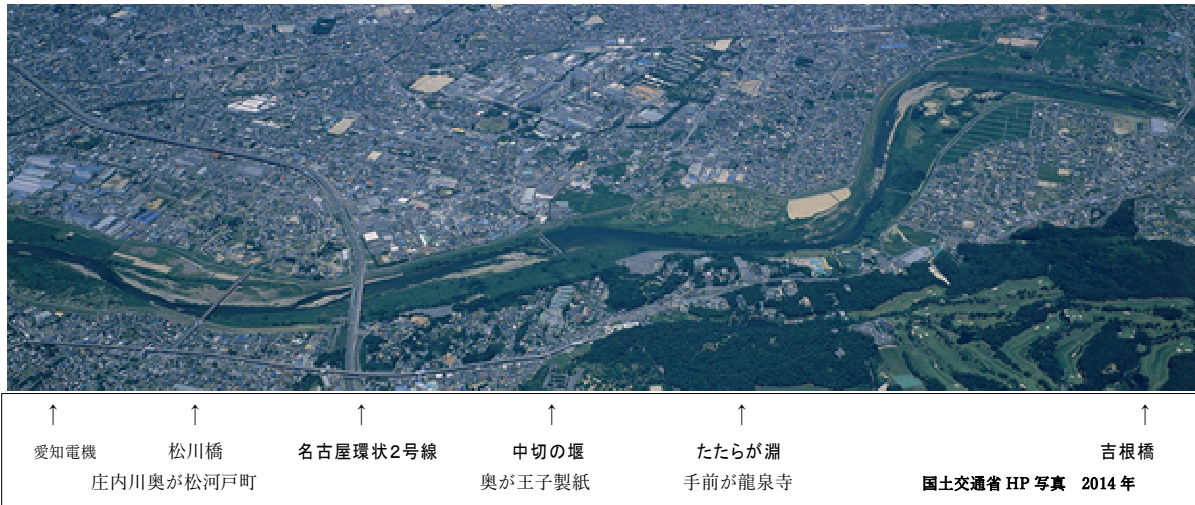 ↑ ↑ ↑ ↑ ↑ ↑
愛知電機 松川橋 名古屋環状2号線 中切の堰 たたらが淵 吉根橋
庄内川奥が松河戸町 奥が王子製紙 手前が龍泉寺 国土交通省 HP 写真 2014 年